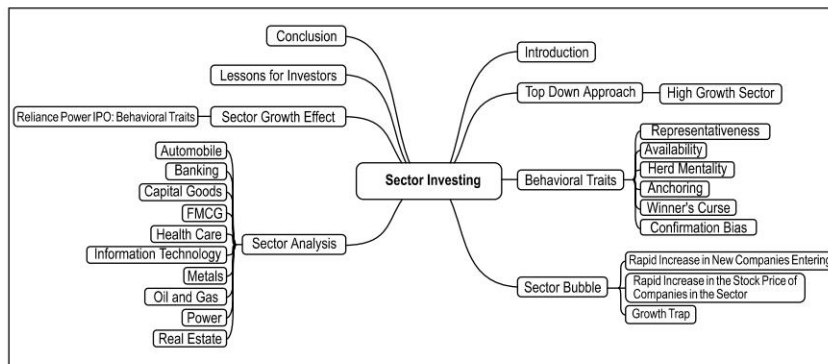 Conclusion
Lessons for Investors
Reliance Power IPO: Behavioral Traits
Sector Growth Effect
Automobile
Banking
Capital Goods
FMCG
Health Care
Information Technology
Metals
Oil and Gas
Power
Real Estate
Sector Analysis
Sector Investing
Introduction
Top Down Approach
High Growth Sector
Behavioral Traits
Representativeness
Availability
Herd Mentality
Anchoring
Winner's Curse
Confirmation Bias
Sector Bubble
Rapid Increase in New Companies Entering
Rapid Increase in the Stock Price of
Companies in the Sector
Growth Trap